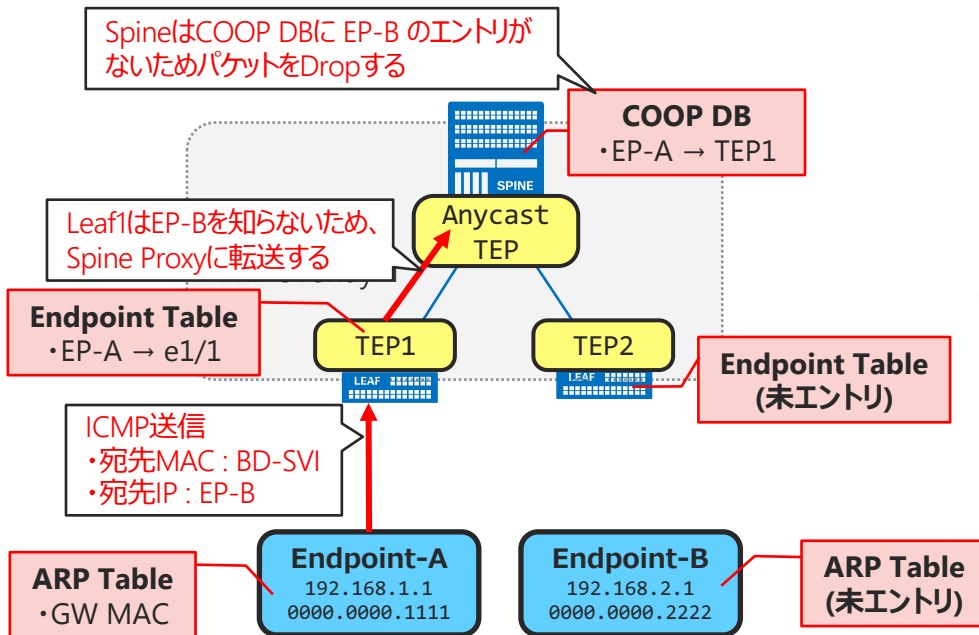 SpineはCOOP DBに EP-B のエントリが
ないためパケットをDropする
COOP DB
・EP-A → TEP1
SPINE
Anycast
TEP
Leaf1はEP-Bを知らないため、
Spine Proxyに転送する
Endpoint Table
・EP-A → e1/1
TEP1
TEP2
LEAF
LEAF
Endpoint Table
(未エントリ)
ICMP送信
・宛先MAC : BD-SVI
・宛先IP : EP-B
Endpoint-A
192.168.1.1
0000.0000.1111
Endpoint-B
192.168.2.1
0000.0000.2222
ARP Table
・GW MAC
ARP Table
(未エントリ)